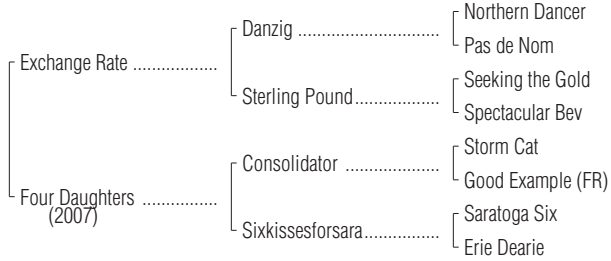 Northern Dancer
Danzig ..............................
Pas de Nom
Exchange Rate .................
Seeking the Gold
Sterling Pound..................
Spectacular Bev
Storm Cat
Consolidator ....................
Good Example (FR)
Four Daughters ................
(2007)
Saratoga Six
Sixkissesforsara................
Erie Dearie